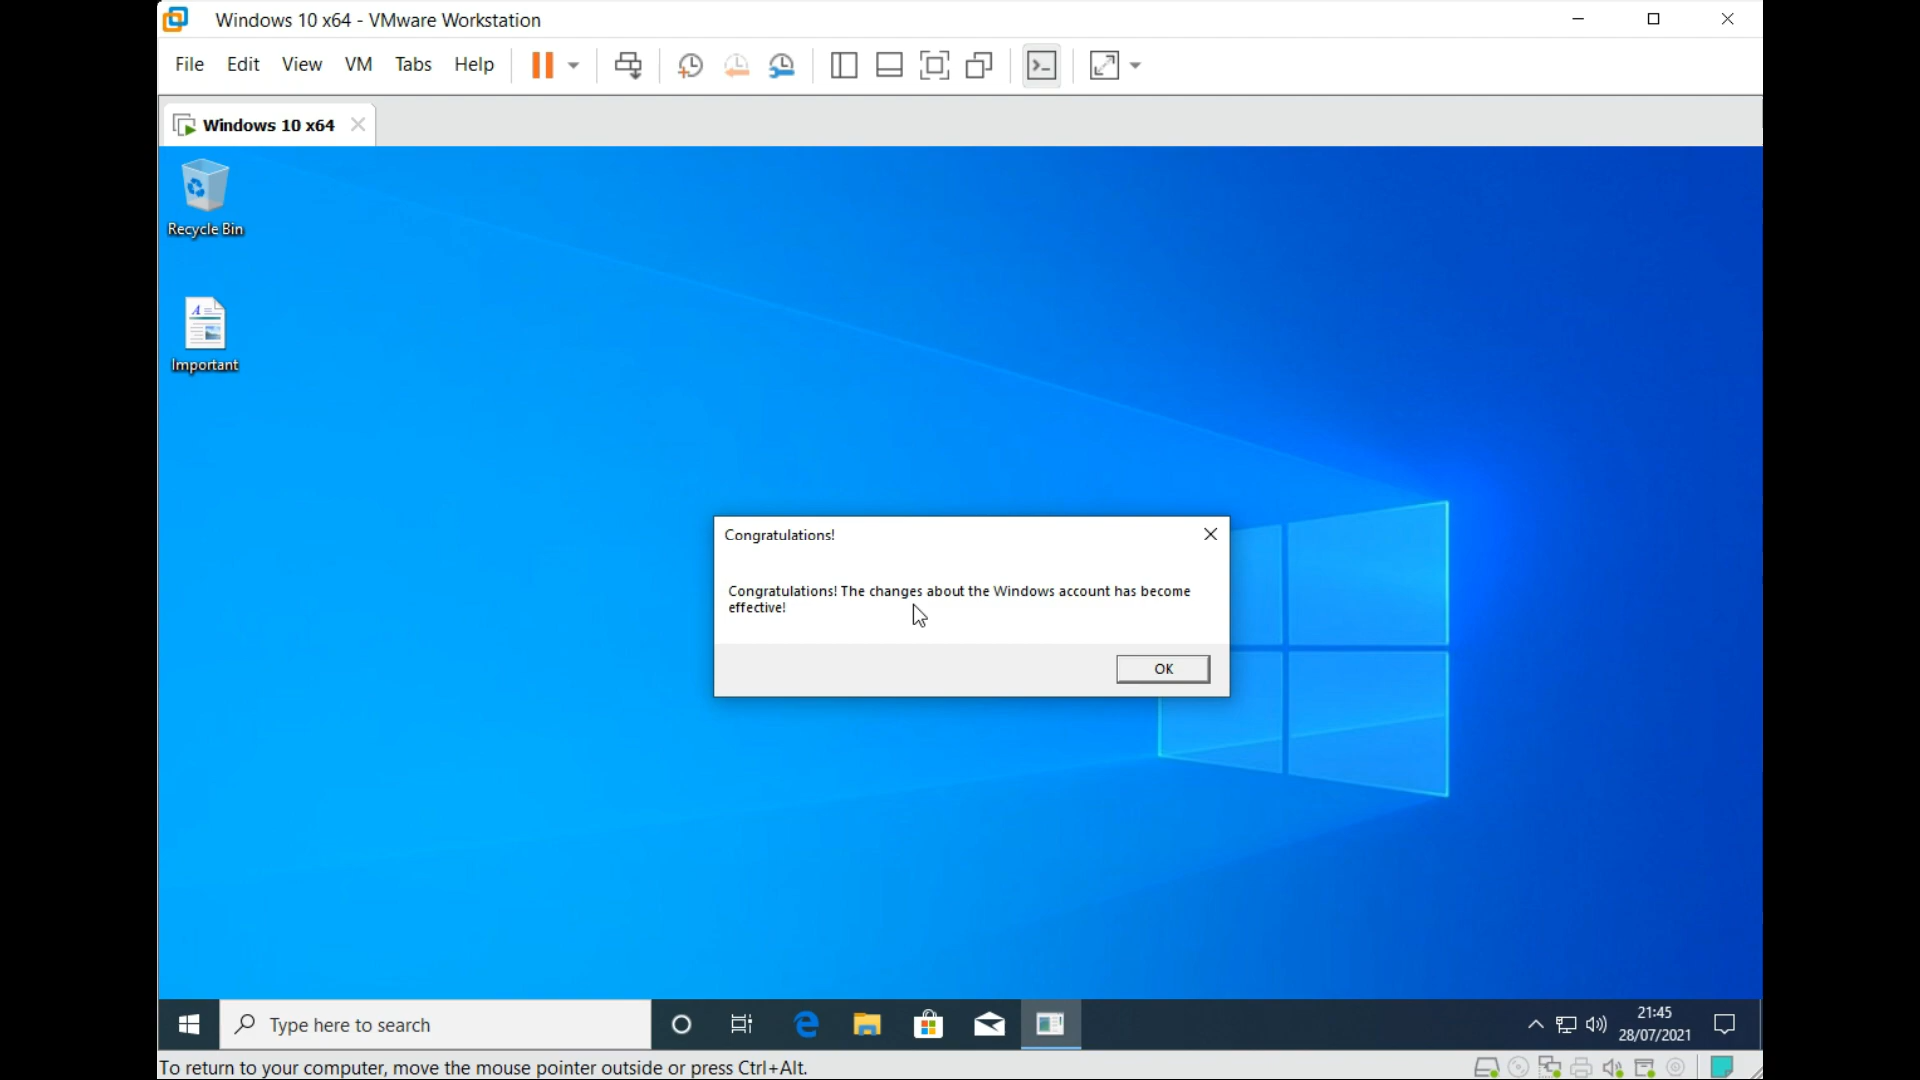 Windows 10 x64 - VMware Workstation
File Edit View VM Tabs Help
Windows 10 x64
Recycle Bin
Important
Congratulations!
Congratulations! The changes about the Windows account has become
effective!
OK
Type here to search
21:45
28/07/2021
To return to your computer, move the mouse pointer outside or press Ctrl+Alt.